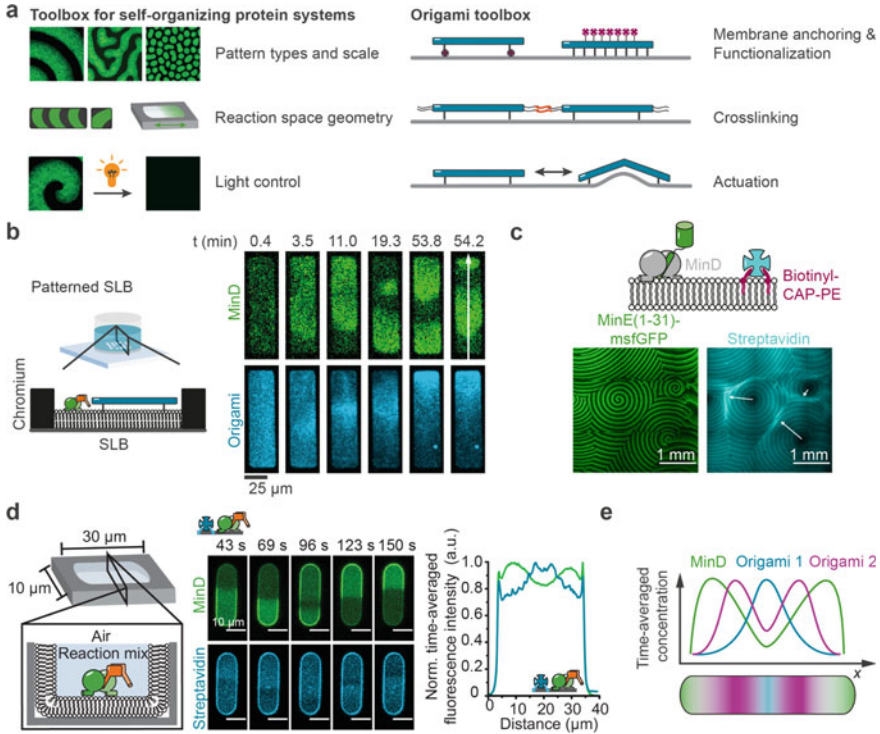 a
Toolbox for self-organizing protein systems
Origami toolbox
Pattern types and scale
Membrane anchoring &
Functionalization
Reaction space geometry
Crosslinking
Light control
Actuation
b
t (min) 0.4 3.5 11.0 19.3 53.8 54.2
Patterned SLB
MinD
Chromium
SLB
Origami
25 µm
c
MinD
Biotinyl-
CAP-PE
MinE(1-31)-
msfGFP
Streptavidin
1 mm
1 mm
d
30 µm
10 µm
Air
Reaction mix
43 s 69 s 96 s 123 s 150 s
MinD
10 µm
Streptavidin
Norm. time-averaged
fluorescence intensity (a.u.)
1.0
0.8
0.6
0.4
0.2
0.0
0 10 20 30 40
Distance (µm)
e
MinD Origami 1 Origami 2
Time-averaged
concentration
x